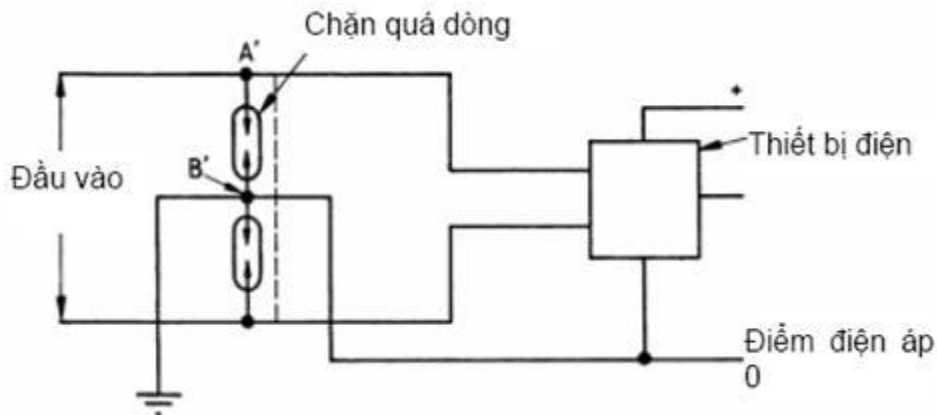 Chặn quá dòng
A'
+
Thiết bị điện
B'
Đầu vào
Điểm điện áp
0